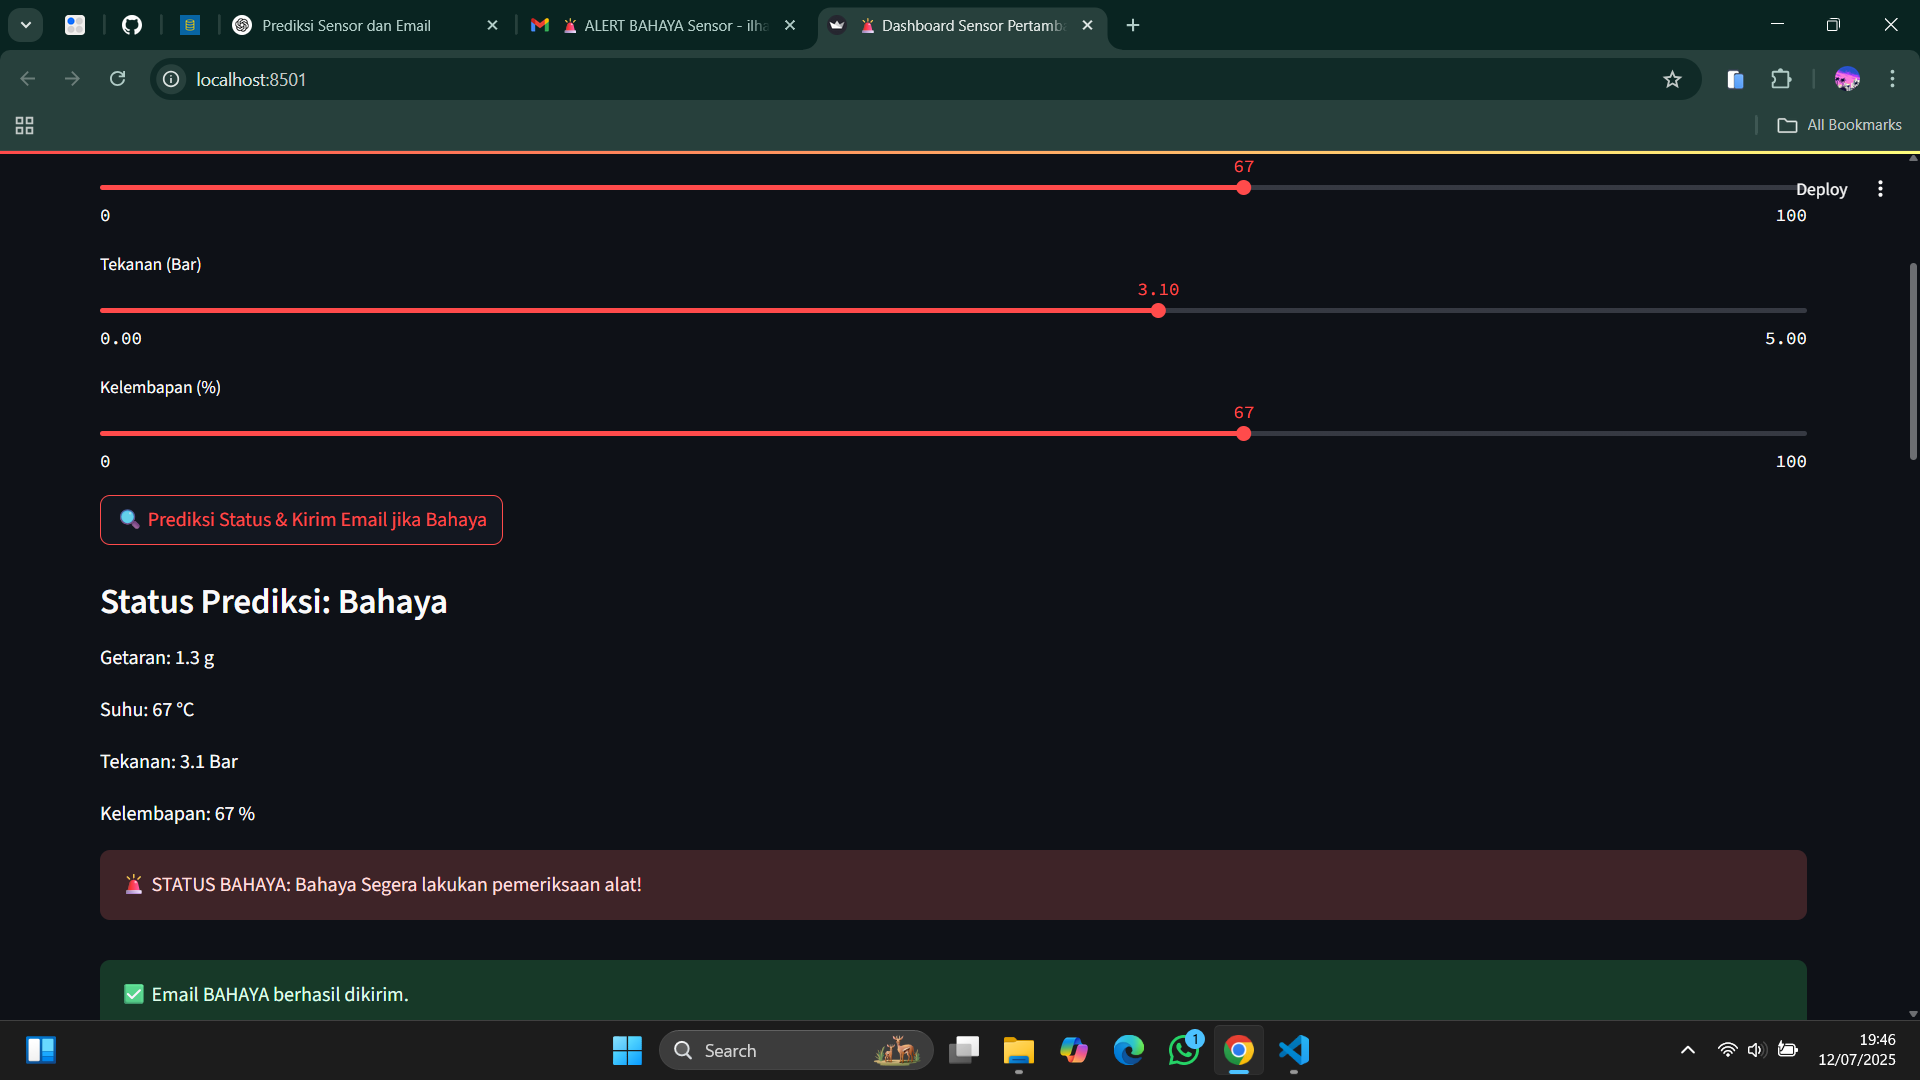 Prediksi Sensor dan Email
ALERT BAHAYA Sensor - ilha
Dashboard Sensor Pertamba
localhost:8501
All Bookmarks
67
Deploy
0
100
Tekanan (Bar)
3.10
0.00
5.00
Kelembapan (%)
67
0
100
Prediksi Status & Kirim Email jika Bahaya
Status Prediksi: Bahaya
Getaran: 1.3 g
Suhu: 67 °C
Tekanan: 3.1 Bar
Kelembapan: 67 %
STATUS BAHAYA: Bahaya Segera lakukan pemeriksaan alat!
Email BAHAYA berhasil dikirim.
Search
1
19:46
12/07/2025